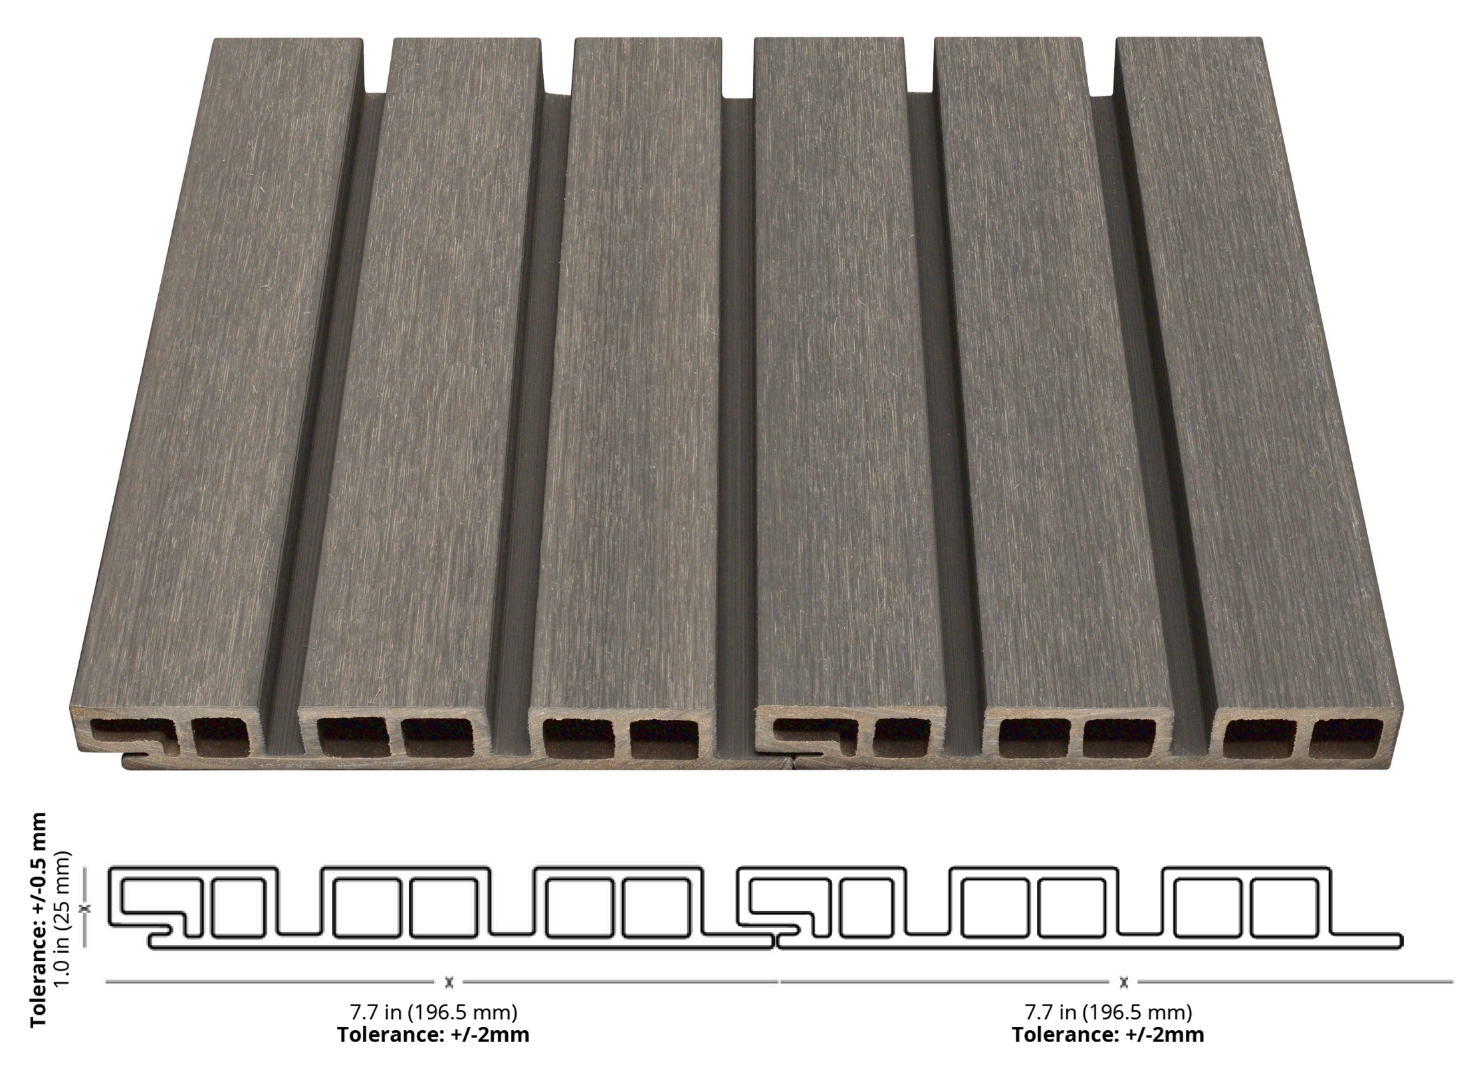 Tolerance: +/-0.5 mm
1.0 in (25 mm)
7.7 in (196.5 mm)
Tolerance: +/-2mm
7.7 in (196.5 mm)
Tolerance: +/-2mm